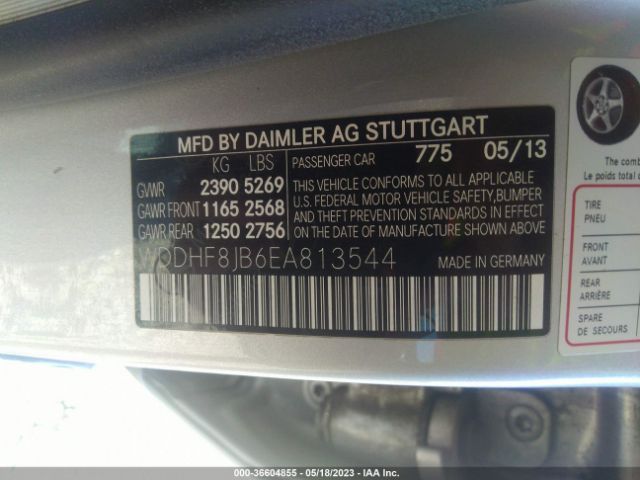 MFD BY DAIMLER AG STUTTGART
KG LBS
GVWR 2390 5269
GAWR FRONT 1165 2568
GAWR REAR 1250 2756
PASSENGER CAR 775 05/13
THIS VEHICLE CONFORMS TO ALL APPLICABLE
U.S. FEDERAL MOTOR VEHICLE SAFETY,BUMPER
AND THEFT PREVENTION STANDARDS IN EFFECT
ON THE DATE OF MANUFACTURE SHOWN ABOVE
WDDHF8JB6EA813544 MADE IN GERMANY
The combined
Le poids total
TIRE
PNEU
FRONT
AVANT
REAR
ARRIÈRE
SPARE
DE SECOURS
000-36604855 - 05/18/2023 - IAA Inc.